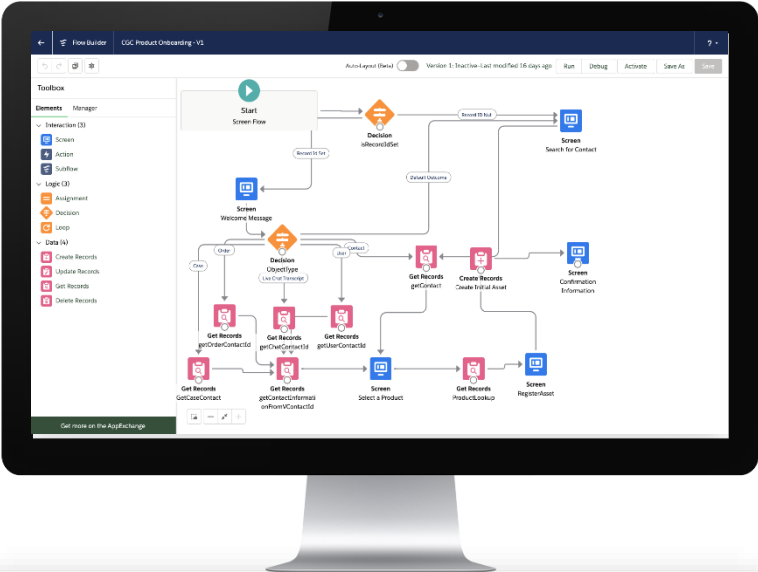 Flow Builder
CGC Product Onboarding - V1
?
Auto-Layout (Beta)
Version 1: Inactive–Last modified 16 days ago
Run
Debug
Activate
Save As
Save
Toolbox
Elements
Manager
Interaction (3)
Screen
Action
Subflow
Logic (3)
Assignment
Decision
Loop
Data (4)
Create Records
Update Records
Get Records
Delete Records
Get more on the AppExchange
Start
Screen Flow
Decision
isRecordIdSet
Record ID Nul
Screen
Search for Contact
Record Id Set
Default Outcome
Screen
Welcome Message
Decision
ObjectType
Case
Order
Live Chat Transcript
User
Contact
Get Records
getContact
Create Records
Create Initial Asset
Screen
Confirmation
Information
Get Records
getOrderContactId
Get Records
getChatContactId
Get Records
getUserContactId
Get Records
GetCaseContact
Get Records
getContactInformati
onFromVContactId
Screen
Select a Product
Get Records
ProductLookup
Screen
RegisterAsset